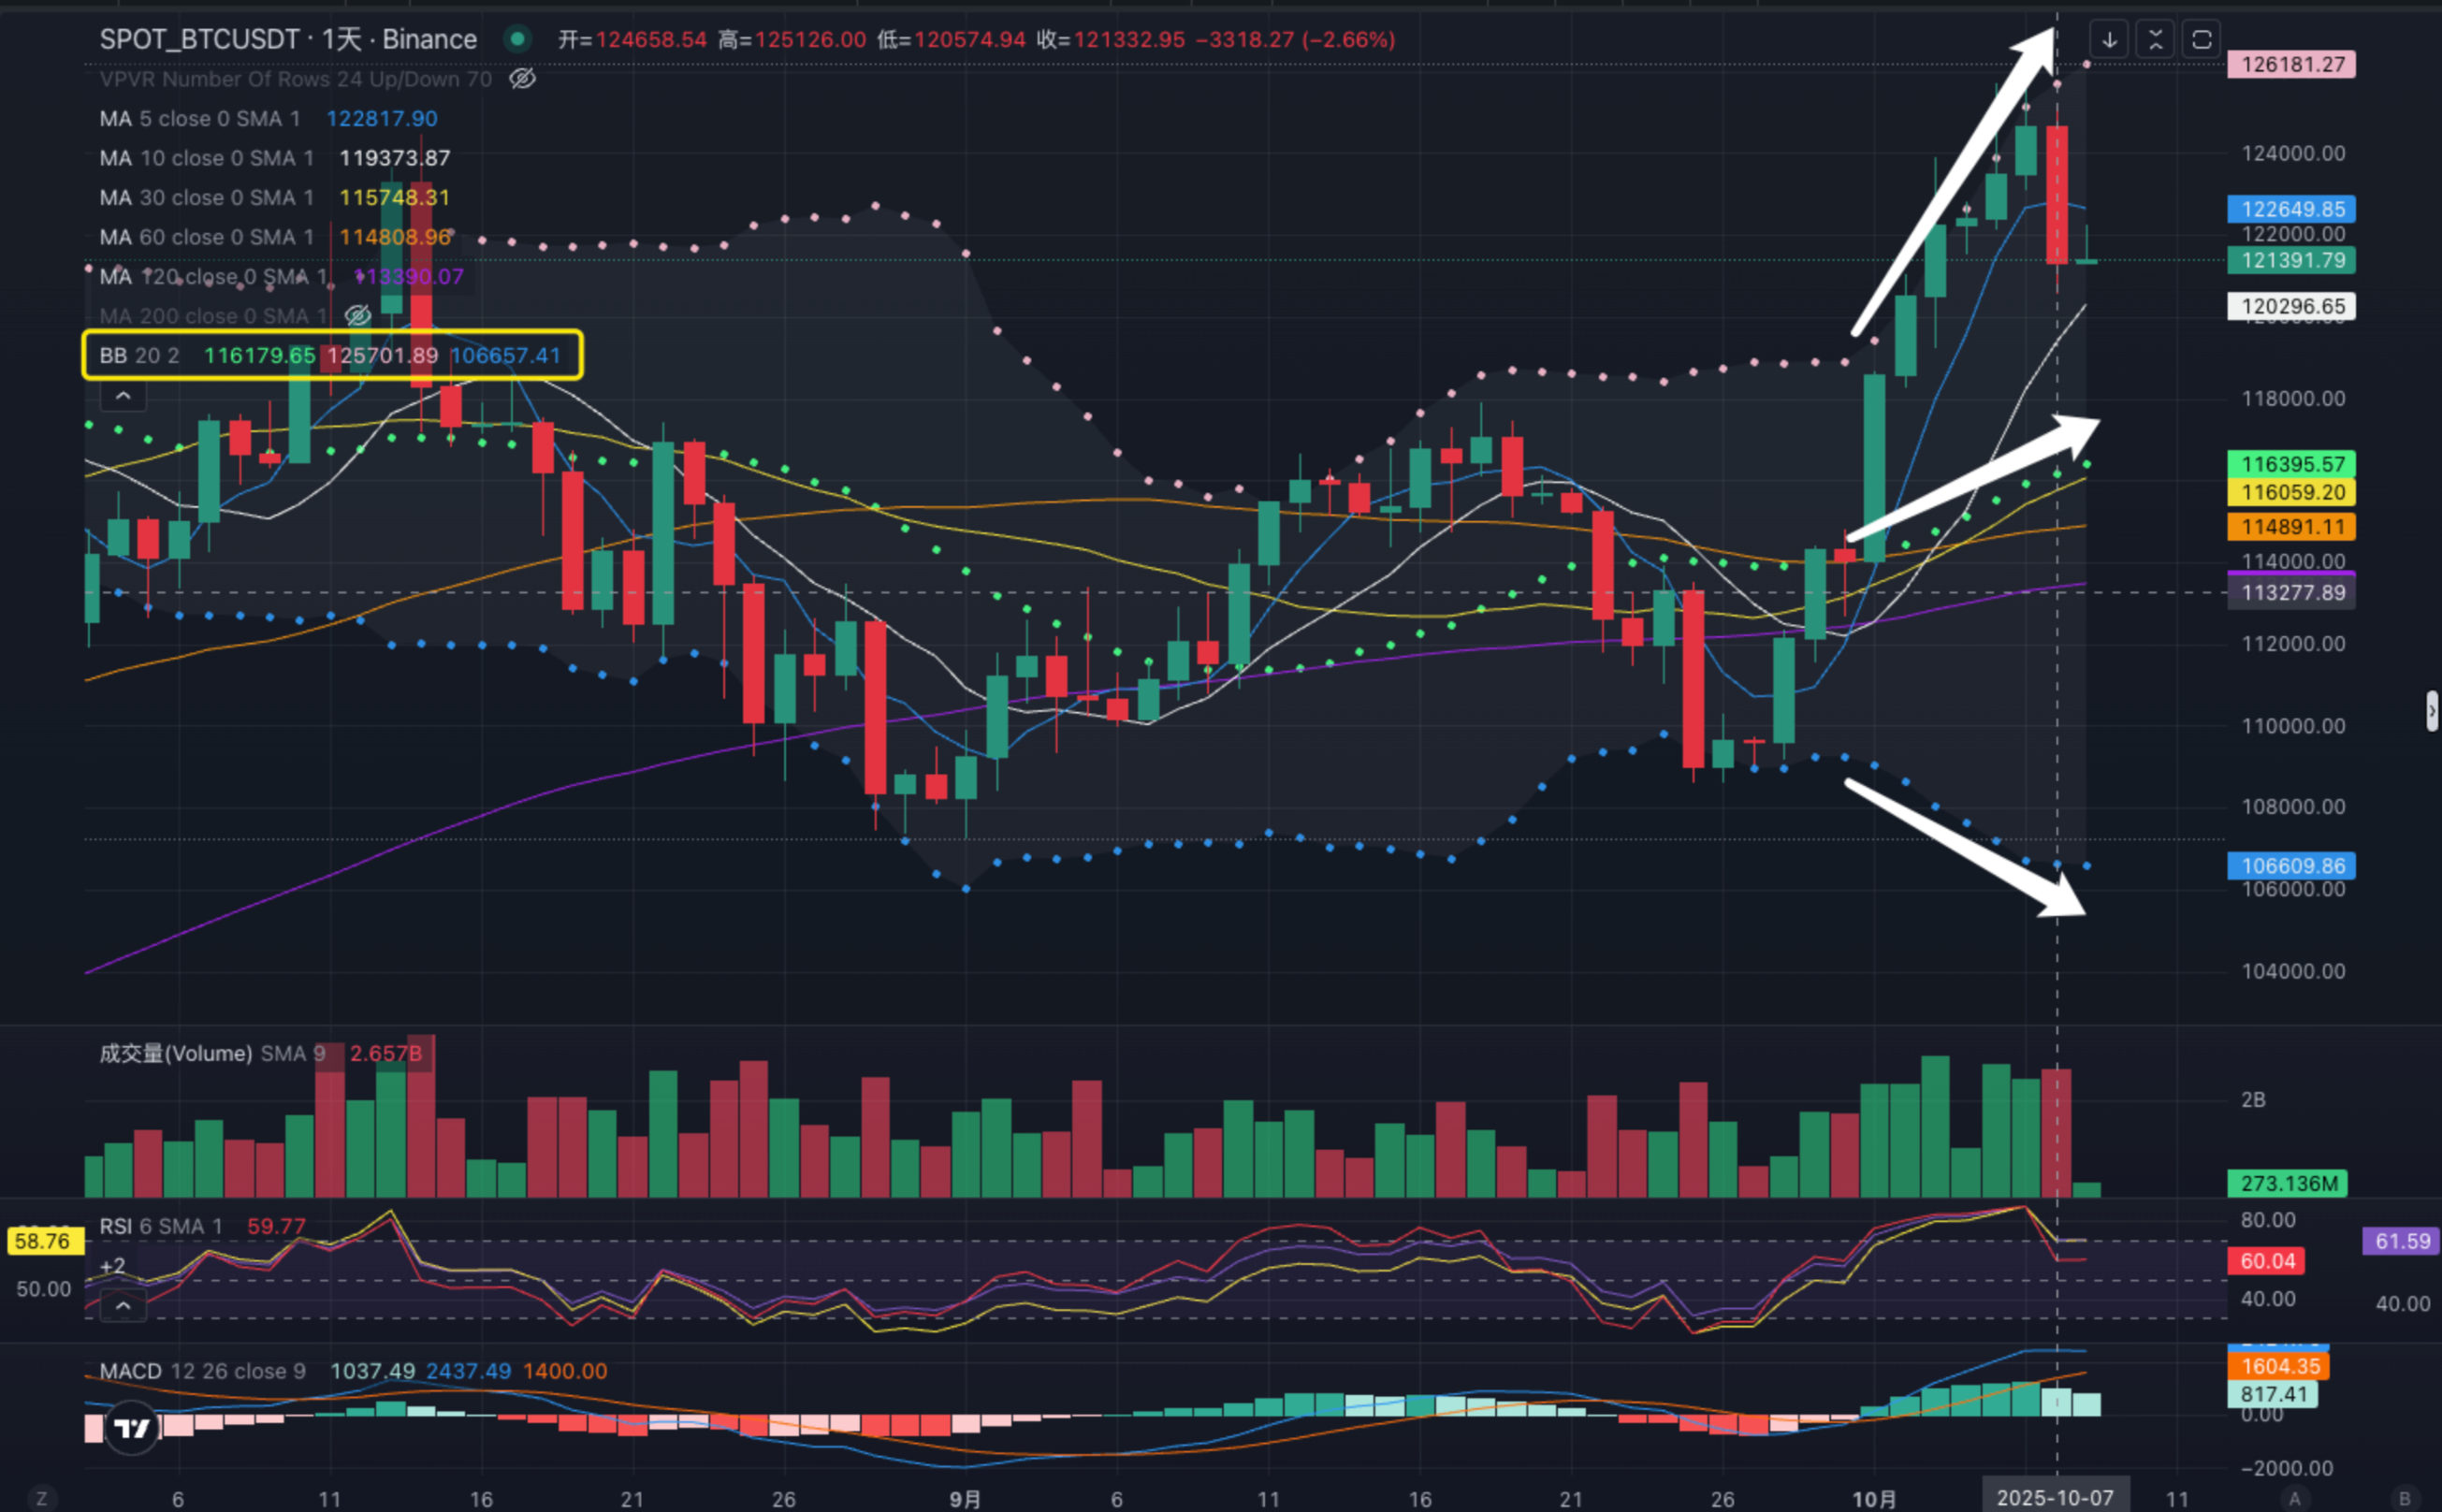 SPOT_BTCUSDT · 1天 · Binance 开=124658.54 高=125126.00 低=120574.94 收=121332.95 −3318.27 (−2.66%)
VPVR Number Of Rows 24 Up/Down 70
MA 5 close 0 SMA 1 122817.90
MA 10 close 0 SMA 1 119373.87
MA 30 close 0 SMA 1 115748.31
MA 60 close 0 SMA 1 114808.96
MA 120 close 0 SMA 1 113390.07
MA 200 close 0 SMA 1
BB 20 2 116179.65 125701.89 106657.41
126181.27
124000.00
122649.85
122000.00
121391.79
120296.65
118000.00
116395.57
116059.20
114891.11
114000.00
113277.89
112000.00
110000.00
108000.00
106609.86
106000.00
104000.00
成交量(Volume) SMA 9 2.657B
2B
273.136M
RSI 6 SMA 1 59.77
+2
58.76
50.00
80.00
60.04
40.00
61.59
40.00
MACD 12 26 close 9 1037.49 2437.49 1400.00
1604.35
817.41
0.00
−2000.00
Z 6 11 16 21 26 9月 6 11 16 21 26 10月 2025-10-07 11 A B